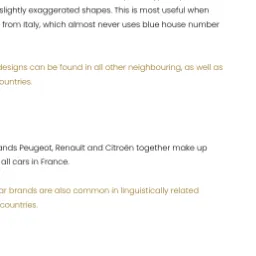 slightly exaggerated shapes. This is most useful when
from Italy, which almost never uses blue house number
designs can be found in all other neighbouring, as well as
ountries.
ands Peugeot, Renault and Citroën together make up
all cars in France.
ar brands are also common in linguistically related
countries.